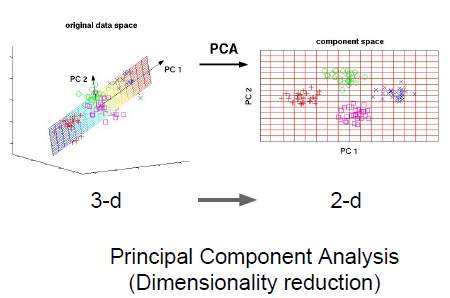 original data space
PCA
component space
PC 2
PC 1
PC 2
PC 1
3-d
2-d
Principal Component Analysis
(Dimensionality reduction)